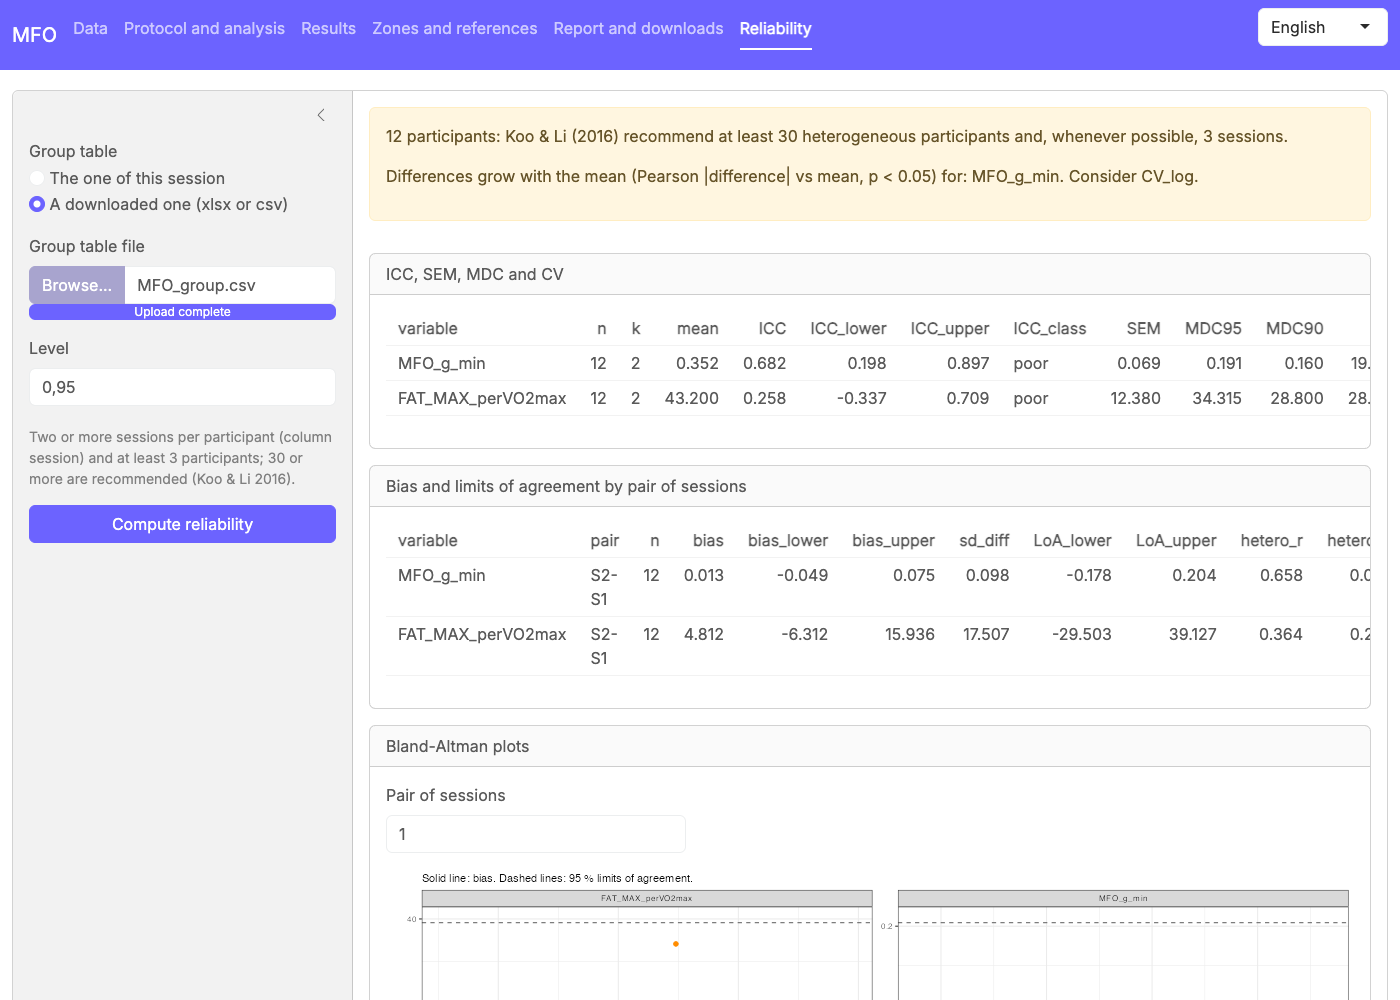 MFO Data Protocol and analysis Results Zones and references Report and downloads Reliability English
Group table
The one of this session
A downloaded one (xlsx or csv)
Group table file
Browse... MFO_group.csv
Upload complete
Level
0,95
Two or more sessions per participant (column
session) and at least 3 participants; 30 or
more are recommended (Koo & Li 2016).
Compute reliability
12 participants: Koo & Li (2016) recommend at least 30 heterogeneous participants and, whenever possible, 3 sessions.
Differences grow with the mean (Pearson |difference| vs mean, p < 0.05) for: MFO_g_min. Consider CV_log.
ICC, SEM, MDC and CV
variable n k mean ICC ICC_lower ICC_upper ICC_class SEM MDC95 MDC90
MFO_g_min 12 2 0.352 0.682 0.198 0.897 poor 0.069 0.191 0.160 19.
FAT_MAX_perVO2max 12 2 43.200 0.258 -0.337 0.709 poor 12.380 34.315 28.800 28.
Bias and limits of agreement by pair of sessions
variable pair n bias bias_lower bias_upper sd_diff LoA_lower LoA_upper hetero_r hetero
MFO_g_min S2- 12 0.013 -0.049 0.075 0.098 -0.178 0.204 0.658 0.0
S1
FAT_MAX_perVO2max S2- 12 4.812 -6.312 15.936 17.507 -29.503 39.127 0.364 0.2
S1
Bland-Altman plots
Pair of sessions
1
Solid line: bias. Dashed lines: 95 % limits of agreement.
FAT_MAX_perVO2max MFO_g_min
40 0.2